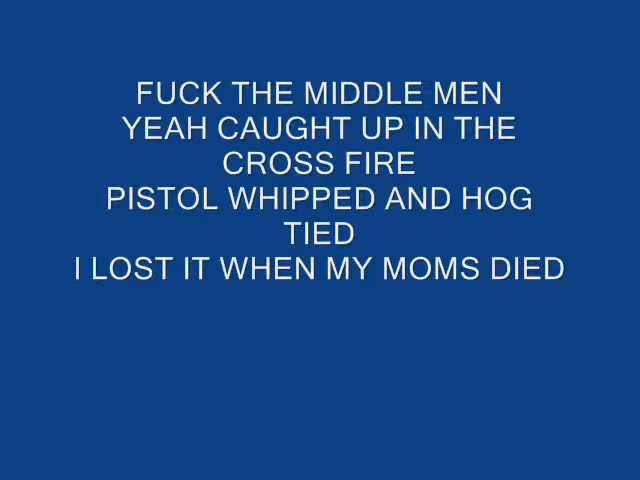 FUCK THE MIDDLE MEN
YEAH CAUGHT UP IN THE
CROSS FIRE
PISTOL WHIPPED AND HOG
TIED
I LOST IT WHEN MY MOMS DIED